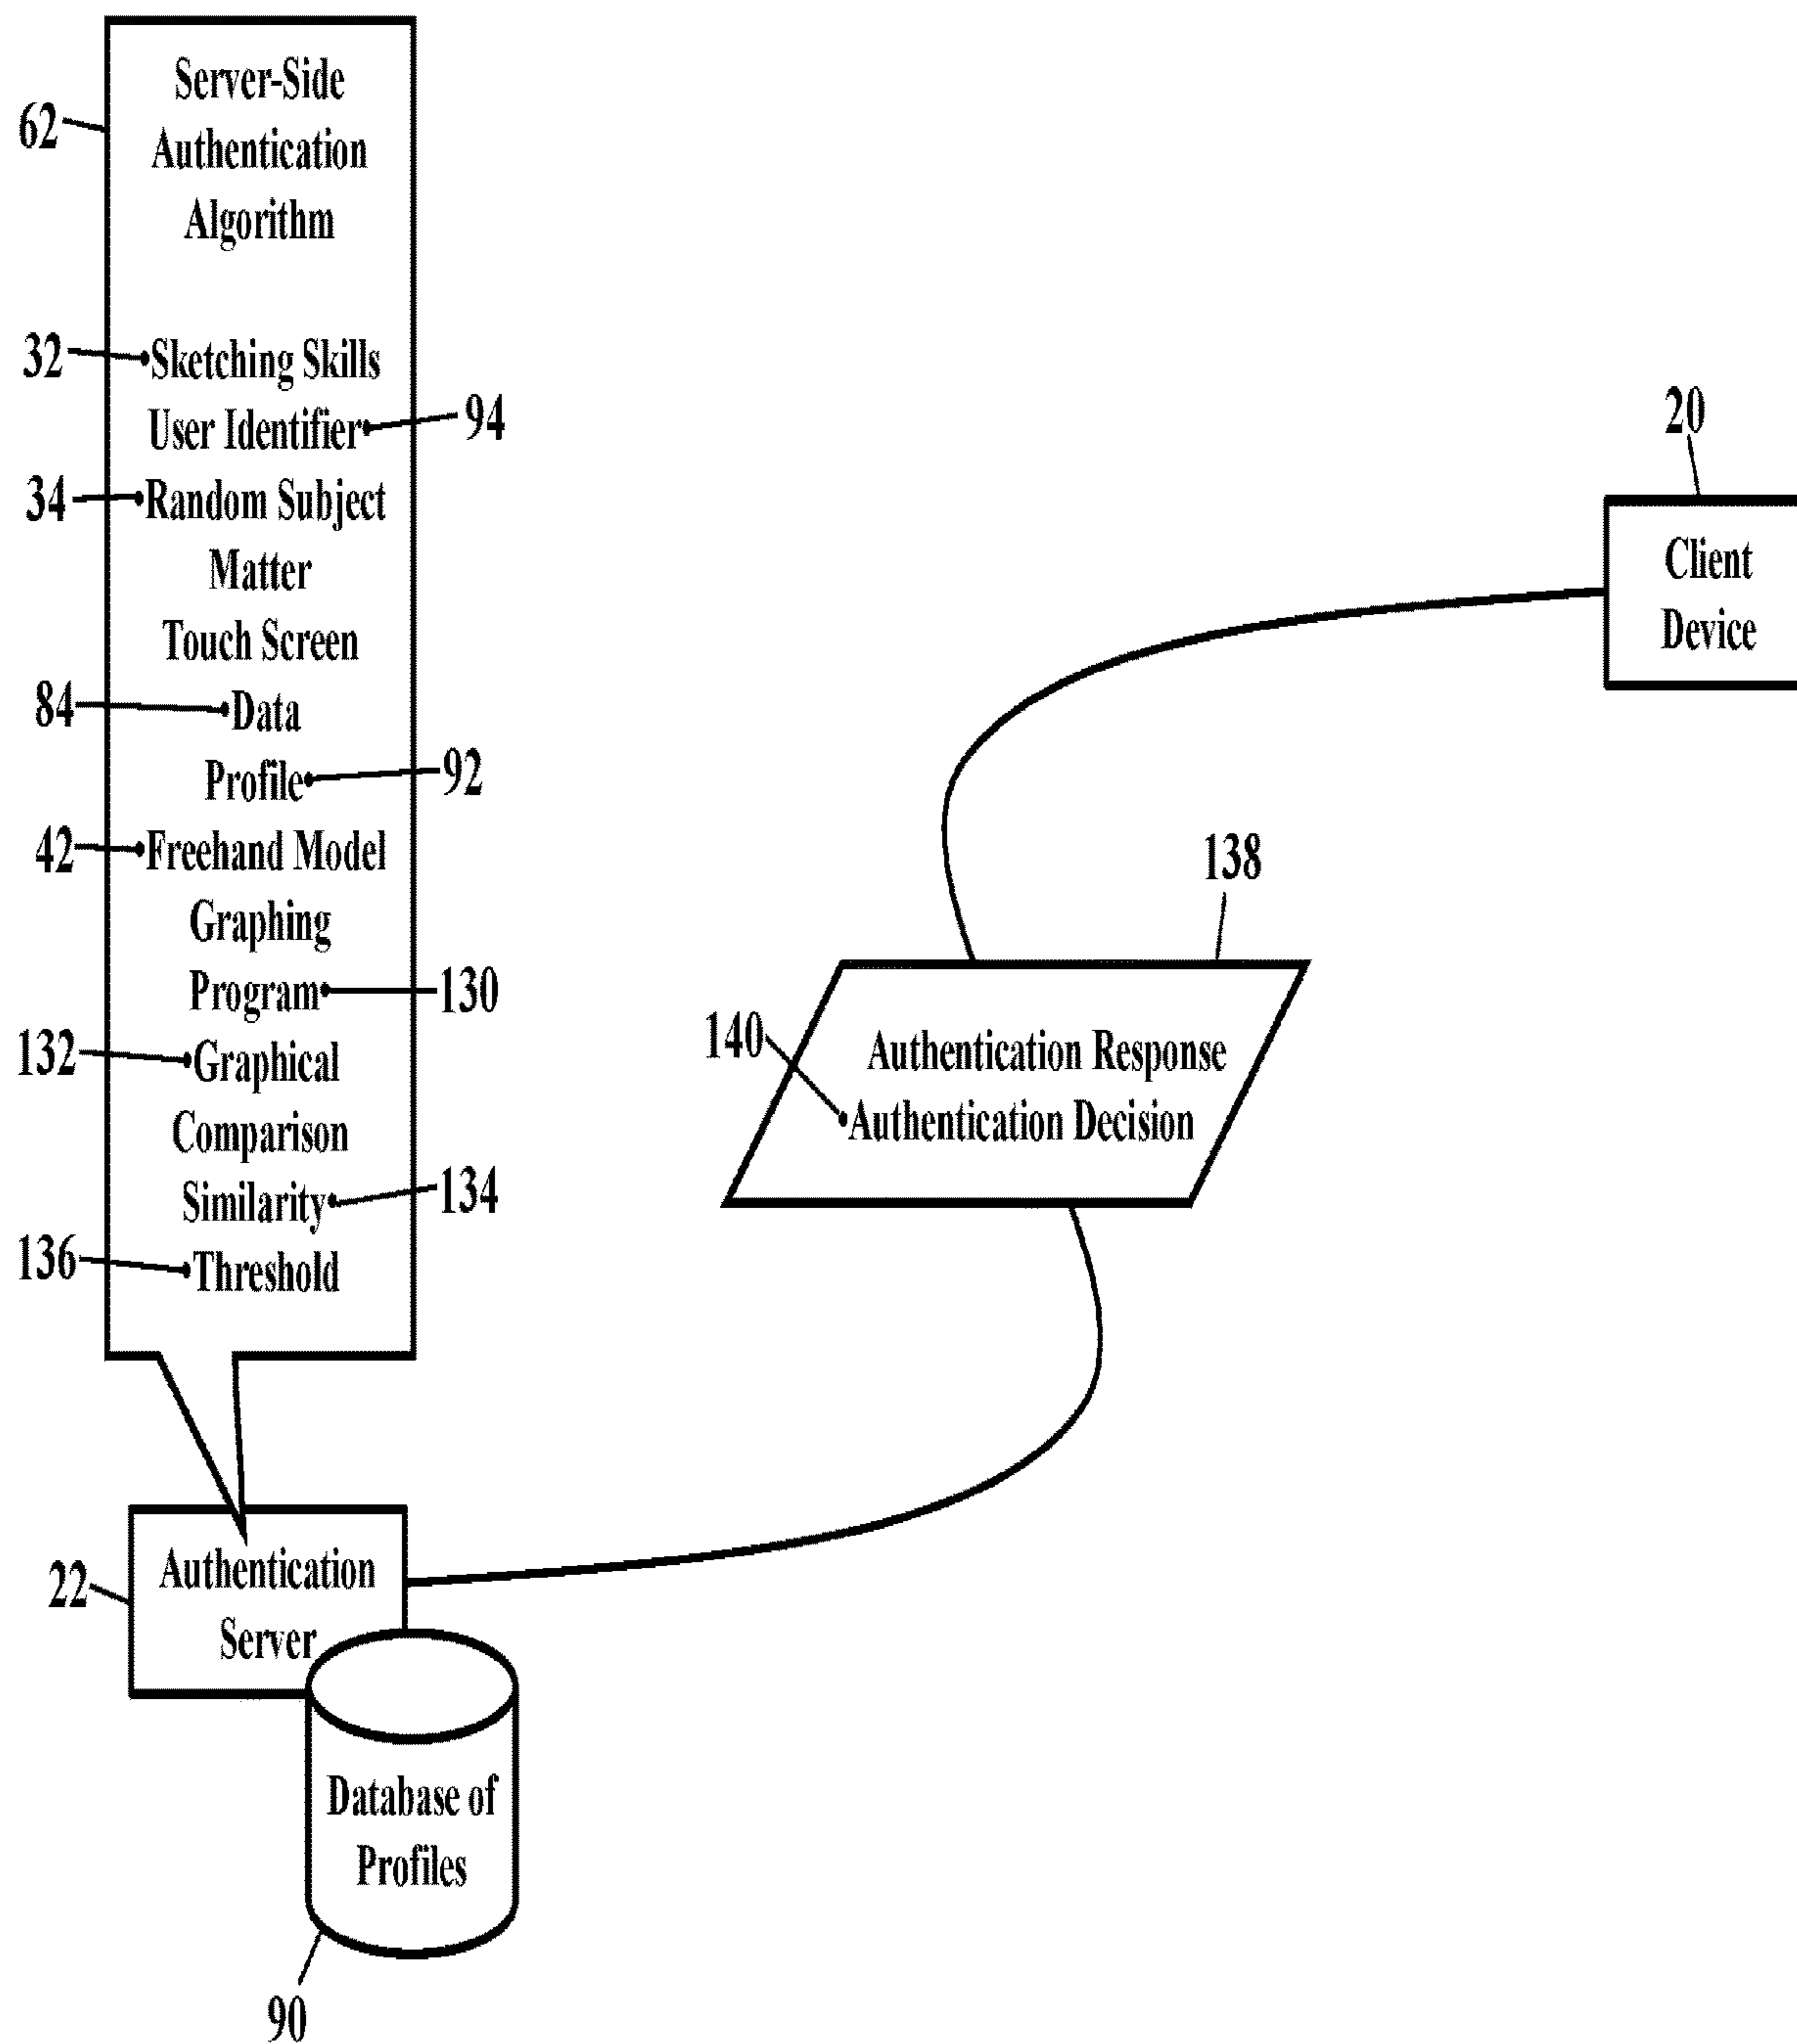 62
Server-Side
Authentication
Algorithm
32
Sketching Skills
User Identifier
94
34
Random Subject
Matter
Touch Screen
84
Data
Profile
92
42
Freehand Model
Graphing
Program
130
132
Graphical
Comparison
Similarity
134
136
Threshold
20
Client
Device
138
140
Authentication Response
Authentication Decision
22
Authentication
Server
Database of
Profiles
90